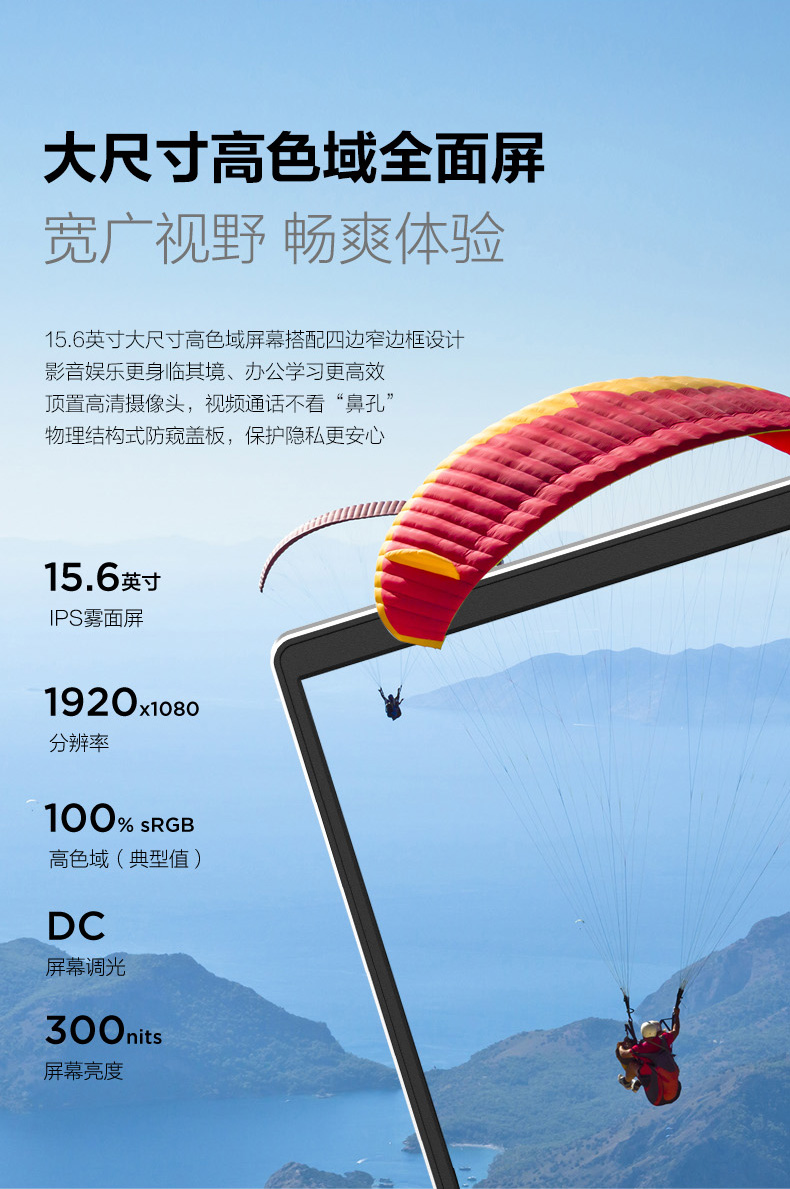 大尺寸高色域全面屏
宽广视野 畅爽体验
15.6英寸大尺寸高色域屏幕搭配四边窄边框设计
影音娱乐更身临其境、办公学习更高效
顶置高清摄像头，视频通话不看“鼻孔”
物理结构式防窥盖板，保护隐私更安心
15.6英寸
IPS雾面屏
1920x1080
分辨率
100% sRGB
高色域（典型值）
DC
屏幕调光
300nits
屏幕亮度